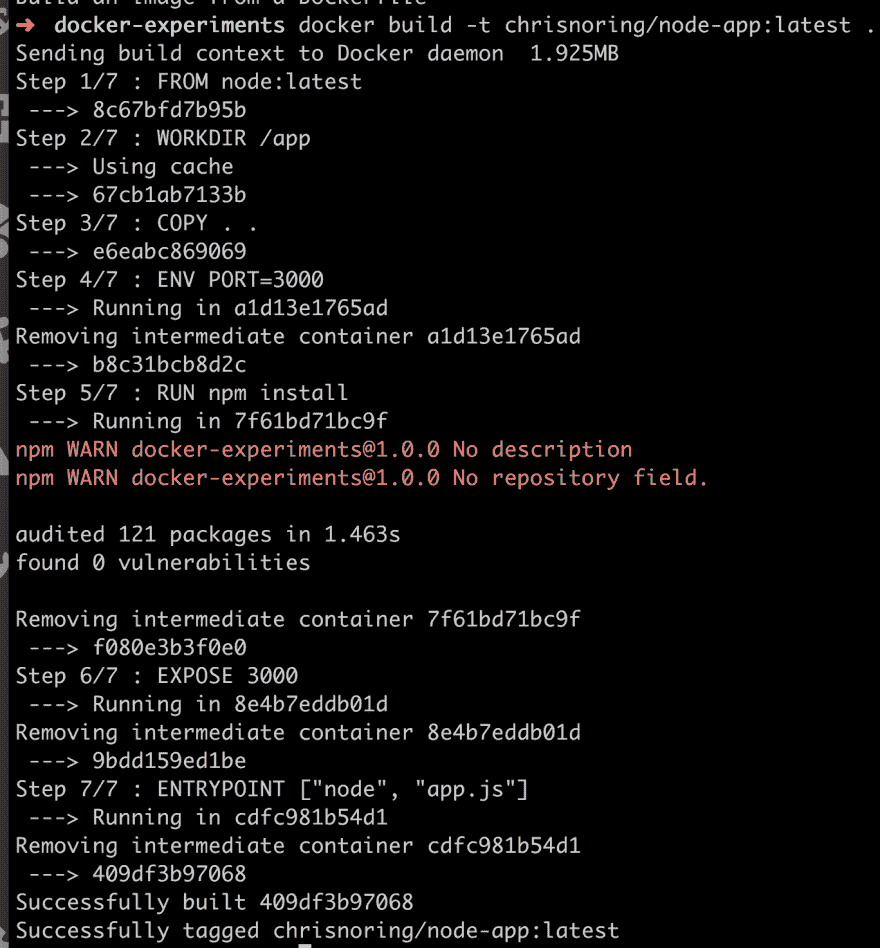 build an image from a Dockerfile
➜ docker-experiments docker build -t chrisnoring/node-app:latest .
Sending build context to Docker daemon 1.925MB
Step 1/7 : FROM node:latest
---> 8c67bfd7b95b
Step 2/7 : WORKDIR /app
---> Using cache
---> 67cb1ab7133b
Step 3/7 : COPY . .
---> e6eabc869069
Step 4/7 : ENV PORT=3000
---> Running in a1d13e1765ad
Removing intermediate container a1d13e1765ad
---> b8c31bcb8d2c
Step 5/7 : RUN npm install
---> Running in 7f61bd71bc9f
npm WARN docker-experiments@1.0.0 No description
npm WARN docker-experiments@1.0.0 No repository field.
audited 121 packages in 1.463s
found 0 vulnerabilities
Removing intermediate container 7f61bd71bc9f
---> f080e3b3f0e0
Step 6/7 : EXPOSE 3000
---> Running in 8e4b7eddb01d
Removing intermediate container 8e4b7eddb01d
---> 9bdd159ed1be
Step 7/7 : ENTRYPOINT ["node", "app.js"]
---> Running in cdfc981b54d1
Removing intermediate container cdfc981b54d1
---> 409df3b97068
Successfully built 409df3b97068
Successfully tagged chrisnoring/node-app:latest